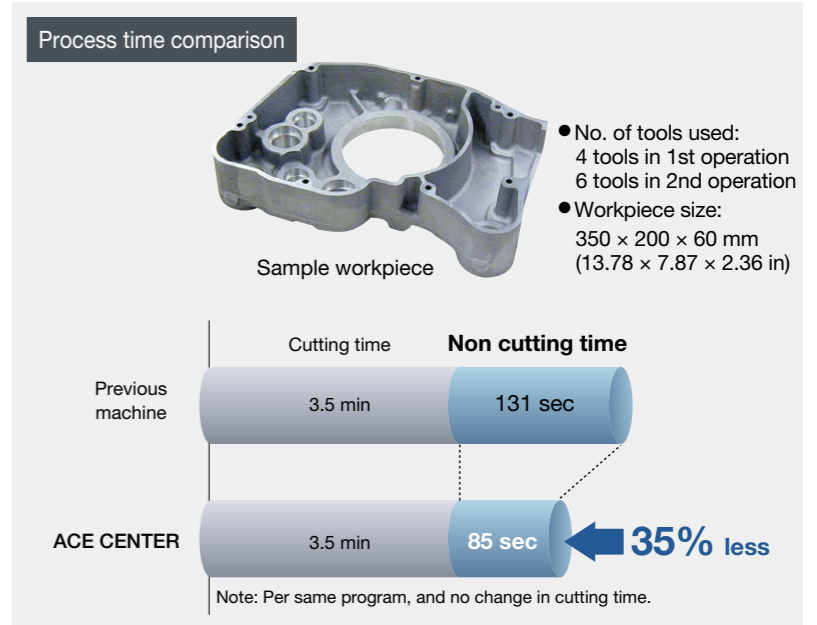 Process time comparison
● No. of tools used:
4 tools in 1st operation
6 tools in 2nd operation
● Workpiece size:
350 × 200 × 60 mm
(13.78 × 7.87 × 2.36 in)
Sample workpiece
Cutting time
Non cutting time
Previous
machine
3.5 min
131 sec
ACE CENTER
3.5 min
85 sec
35% less
Note: Per same program, and no change in cutting time.